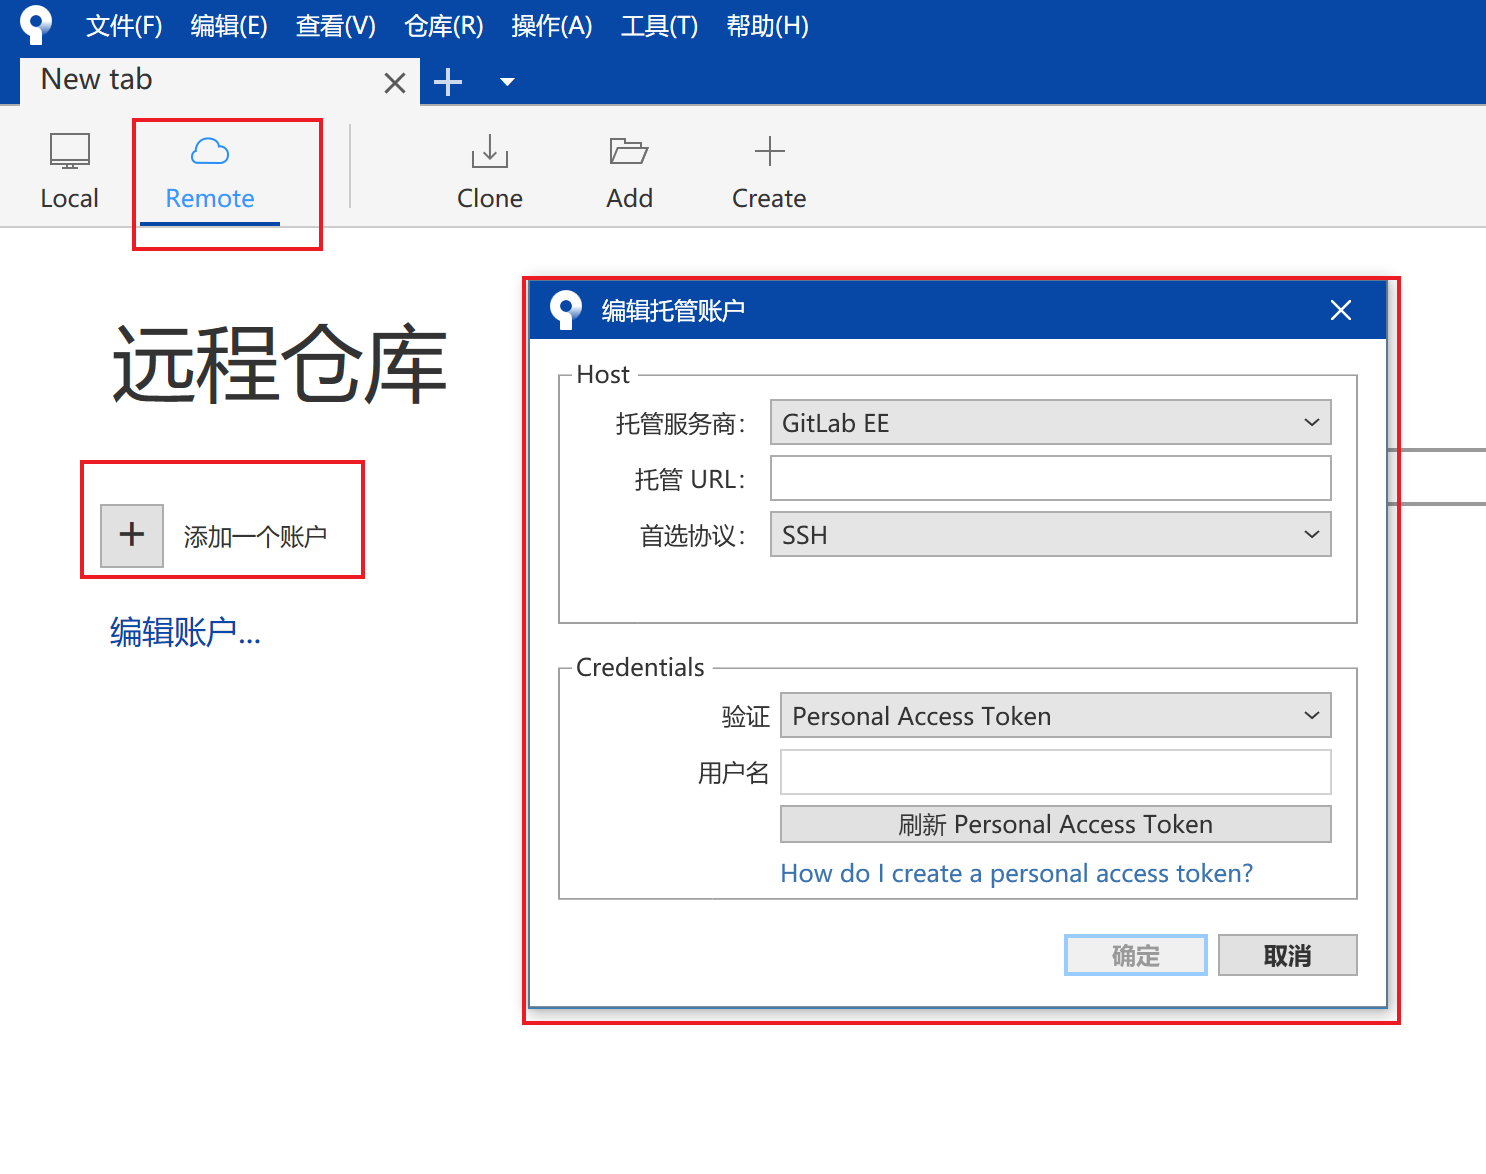 文件(F) 编辑(E) 查看(V) 仓库(R) 操作(A) 工具(T) 帮助(H)
New tab
Local Remote Clone Add Create
远程仓库
添加一个账户
编辑账户...
编辑托管账户
Host
托管服务商: GitLab EE
托管 URL:
首选协议: SSH
Credentials
验证 Personal Access Token
用户名
刷新 Personal Access Token
How do I create a personal access token?
确定 取消